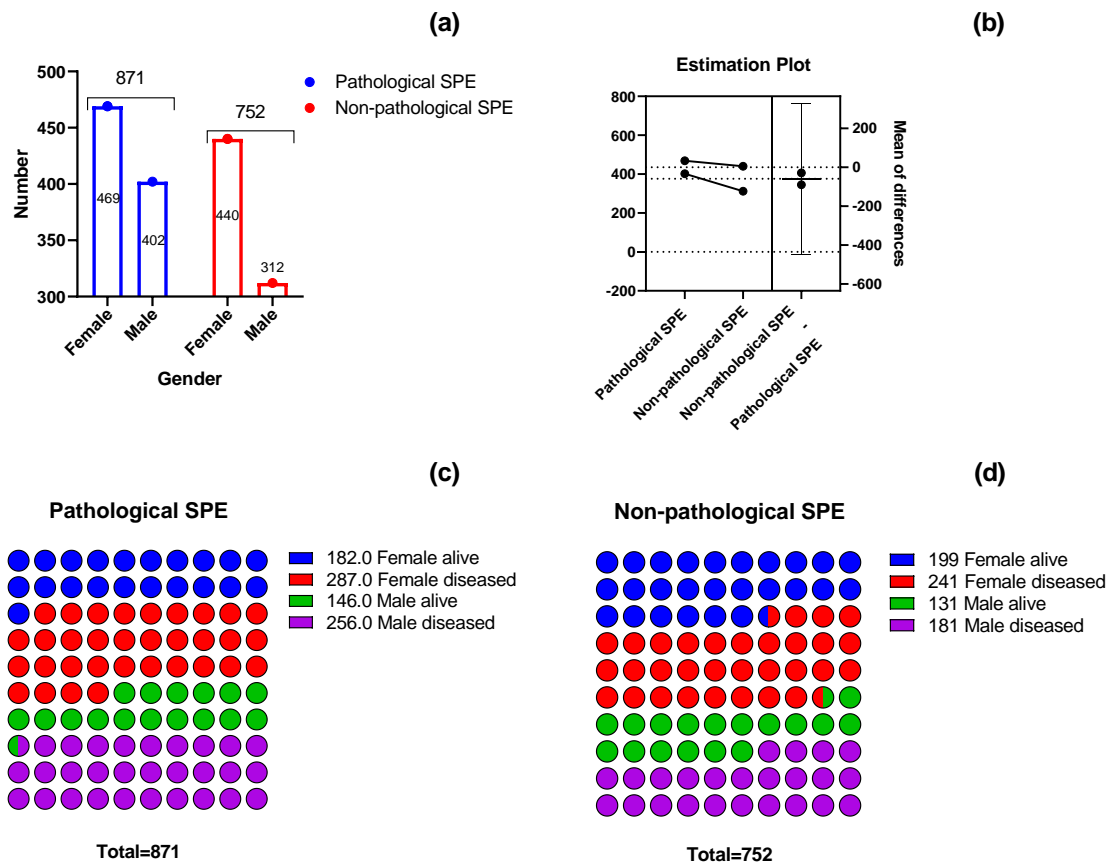 (a)
500
450
400
350
300
Number
871
752
469
402
440
312
Female
Male
Female
Male
Gender
Pathological SPE
Non-pathological SPE
(b)
Estimation Plot
800
600
400
200
0
-200
200
0
-200
-400
-600
Mean of differences
Pathological SPE
Non-pathological SPE
Non-pathological SPE
-
Pathological SPE
(c)
Pathological SPE
182.0 Female alive
287.0 Female diseased
146.0 Male alive
256.0 Male diseased
Total=871
(d)
Non-pathological SPE
199 Female alive
241 Female diseased
131 Male alive
181 Male diseased
Total=752